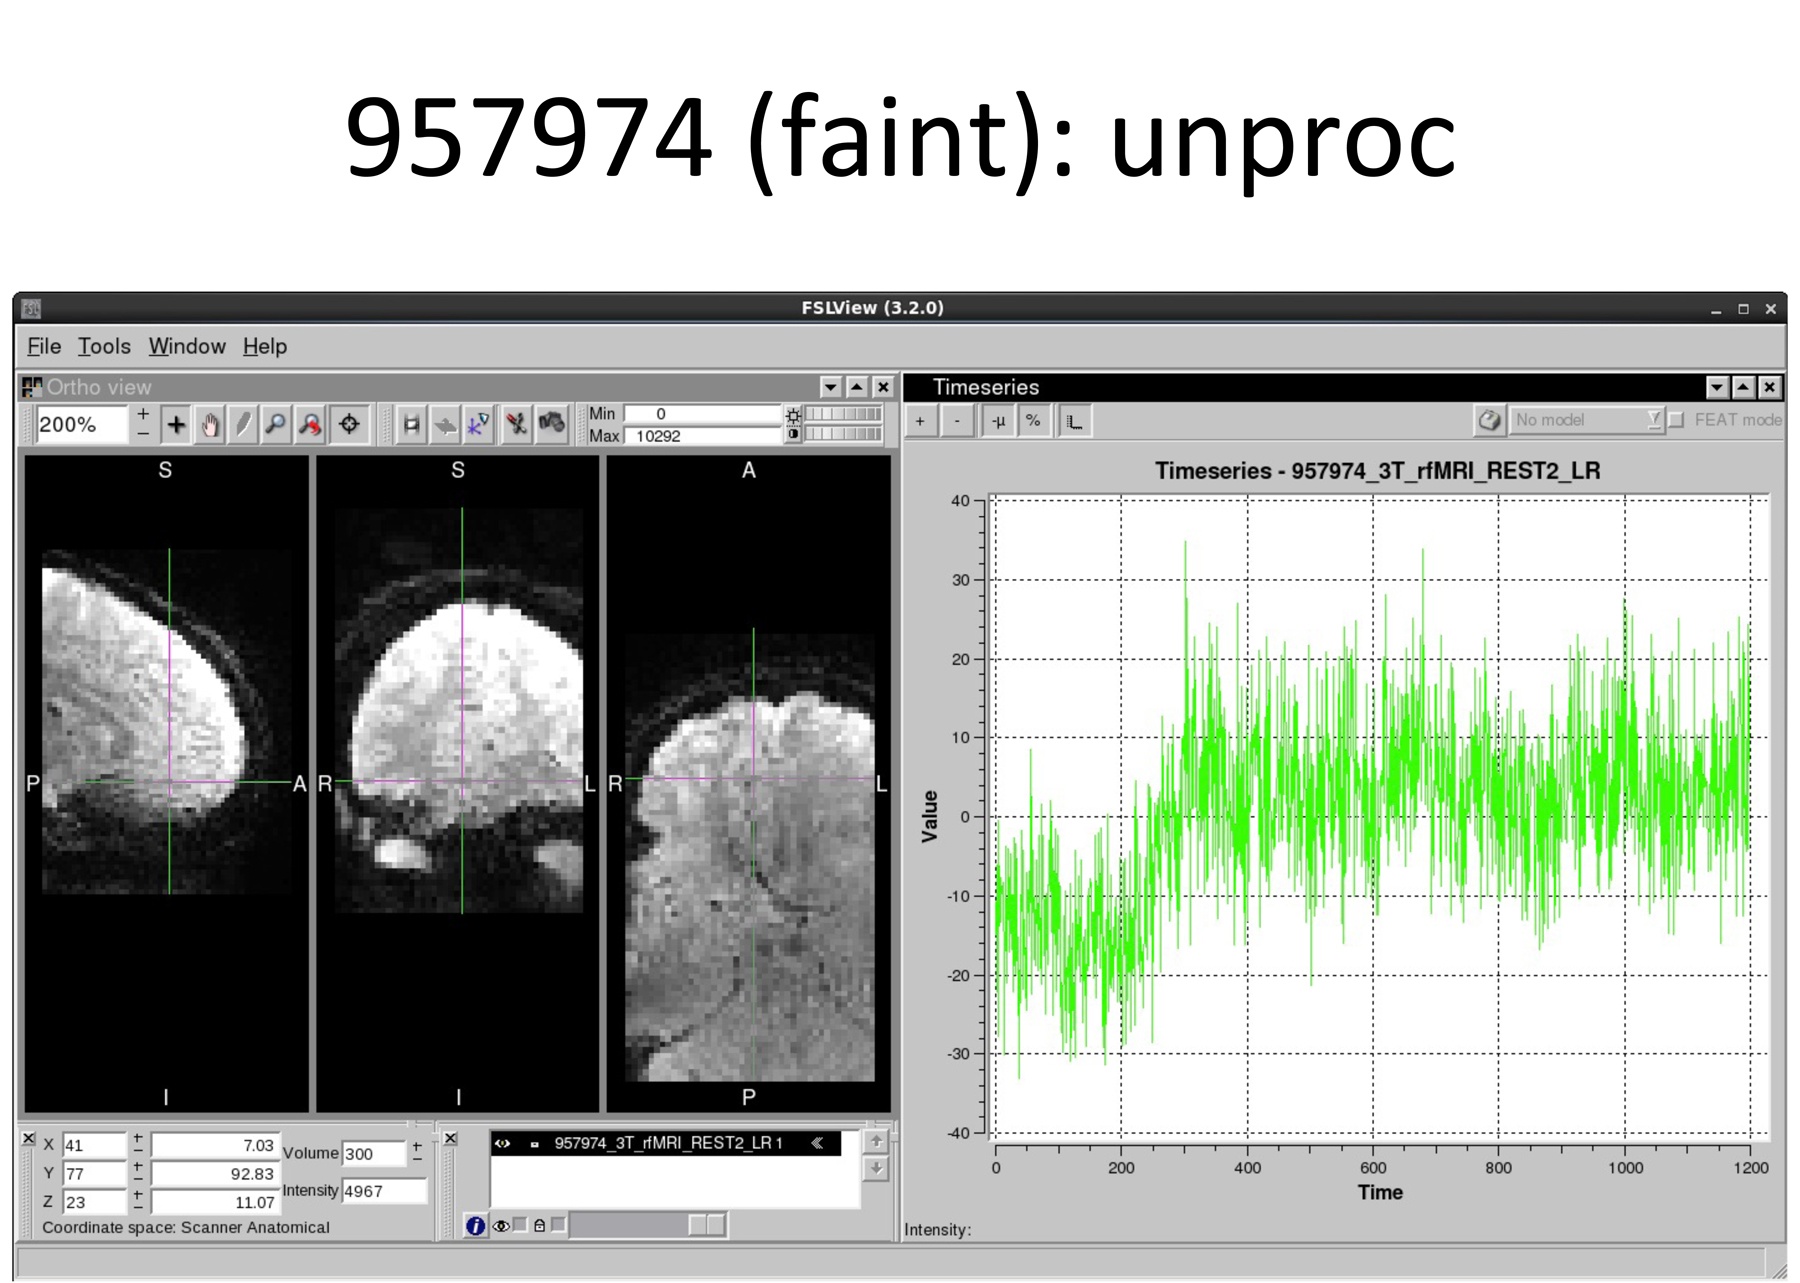 957974 (faint): unproc
FSL
FSLView (3.2.0)
File Tools Window Help
Ortho view
Timeseries
200%
+
-
Min 0
Max 10292
+ - -µ %
No model
FEAT mode
S
S
A
P
A
R
L
R
L
I
I
P
Timeseries - 957974_3T_rfMRI_REST2_LR
Value
40
30
20
10
0
-10
-20
-30
-40
0 200 400 600 800 1000 1200
Time
X 41 7.03
Y 77 92.83
Z 23 11.07
Volume 300
Intensity 4967
Coordinate space: Scanner Anatomical
957974_3T_rfMRI_REST2_LR 1
Intensity: